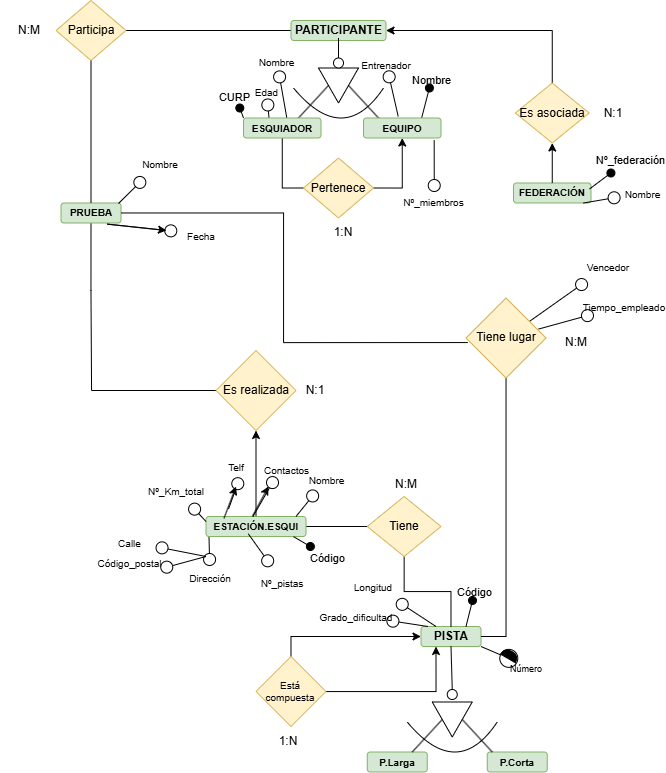 N:M
Participa
PARTICIPANTE
Nombre
Entrenador
Nombre
CURP
Edad
ESQUIADOR
EQUIPO
Es asociada
N:1
Pertenece
1:N
Nº_miembros
Nº_federación
FEDERACIÓN
Nombre
Nombre
PRUEBA
Fecha
Vencedor
Tiempo_empleado
Tiene lugar
N:M
Es realizada
N:1
Telf
Contactos
Nombre
Nº_Km_total
ESTACIÓN.ESQUI
N:M
Tiene
Calle
Código_postal
Dirección
Nº_pistas
Código
Longitud
Código
Grado_dificultad
PISTA
Número
Está
compuesta
1:N
P.Larga
P.Corta